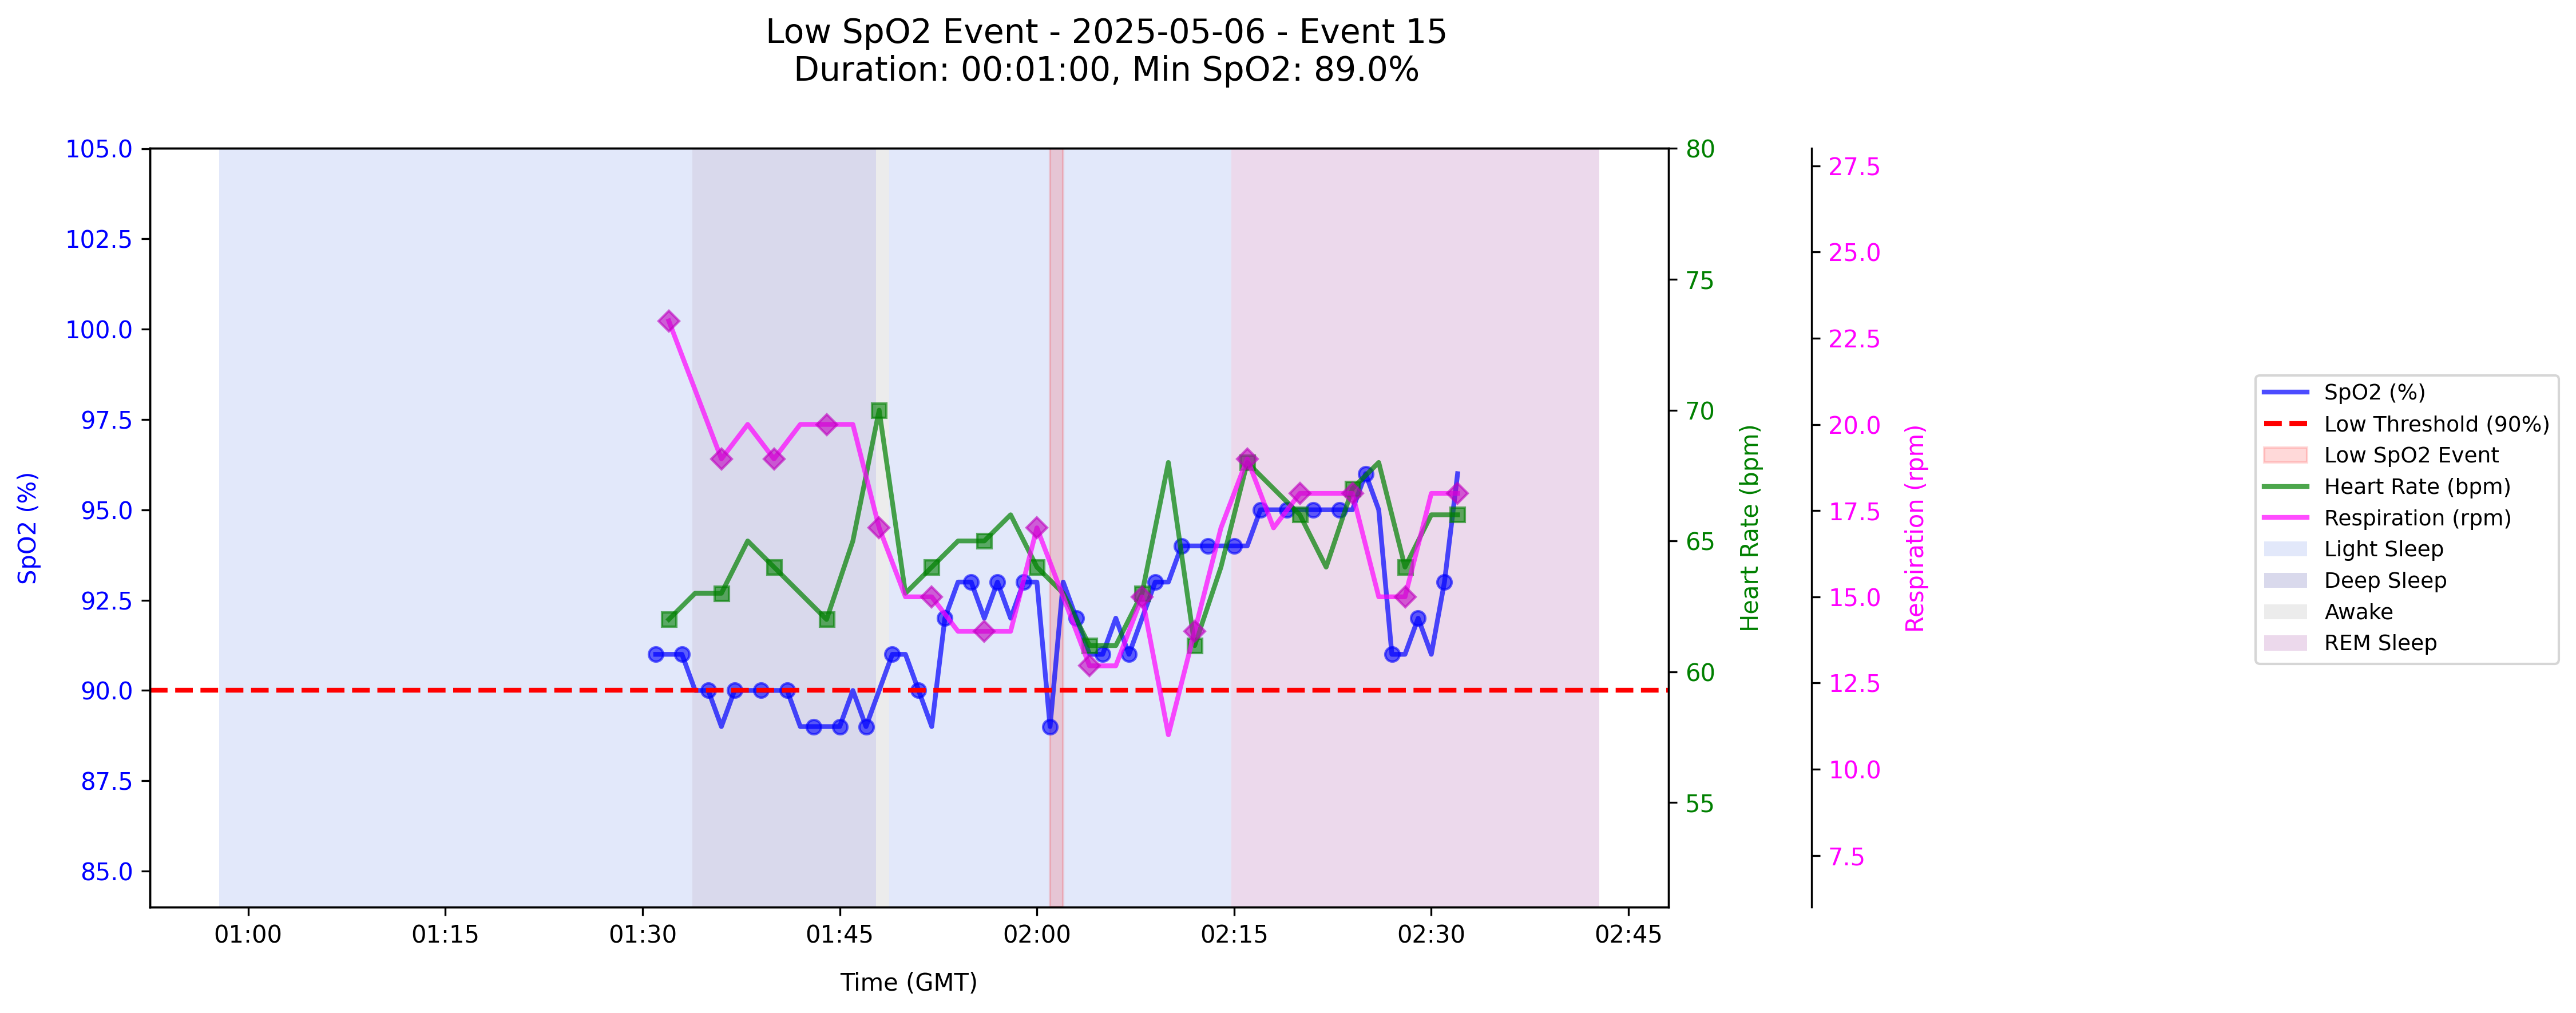 Low SpO2 Event - 2025-05-06 - Event 15
Duration: 00:01:00, Min SpO2: 89.0%
SpO2 (%)
105.0
102.5
100.0
97.5
95.0
92.5
90.0
87.5
85.0
01:00
01:15
01:30
01:45
02:00
02:15
02:30
02:45
Time (GMT)
80
75
70
65
60
55
Heart Rate (bpm)
27.5
25.0
22.5
20.0
17.5
15.0
12.5
10.0
7.5
Respiration (rpm)
SpO2 (%)
Low Threshold (90%)
Low SpO2 Event
Heart Rate (bpm)
Respiration (rpm)
Light Sleep
Deep Sleep
Awake
REM Sleep